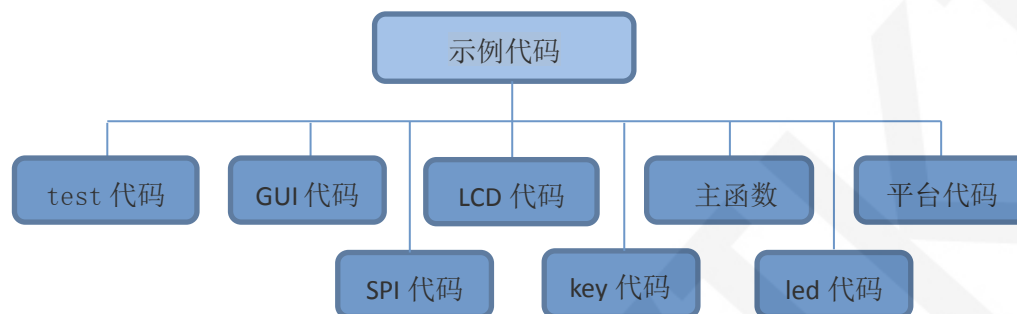 示例代码
test 代码
GUI 代码
LCD 代码
主函数
平台代码
SPI 代码
key 代码
led 代码